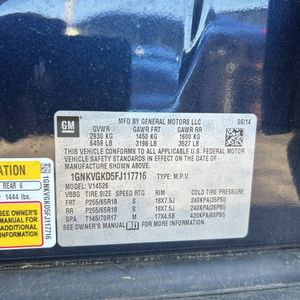 GM
MFD BY GENERAL MOTORS LLC
06/14
GVWR GAWR FRT GAWR RR
2930 KG 1450 KG 1600 KG
6459 LB 3196 LB 3527 LB
THIS VEHICLE CONFORMS TO ALL APPLICABLE U.S. FEDERAL MOTOR
VEHICLE SAFETY STANDARDS IN EFFECT ON THE DATE OF
MANUFACTURE SHOWN ABOVE.
1GNKVGKD5FJ117716 TYPE: M.P.V.
MODEL: V14526
TIRE SIZE SPEED RTG RIM COLD TIRE PRESSURE
FRT P255/65R18 S 18X7.5J 240KPA(35PSI)
RR P255/65R18 S 18X7.5J 240KPA(35PSI)
SPA T145/70R17 M 17X4.5B 420KPA(60PSI)
SEE OWNER'S MANUAL FOR MORE INFORMATION.
ATION
1GNKVGKD5FJ117716
REAR 6
1444 lbs.
SEE OWNER'S
MANUAL FOR
ADDITIONAL
INFORMATION